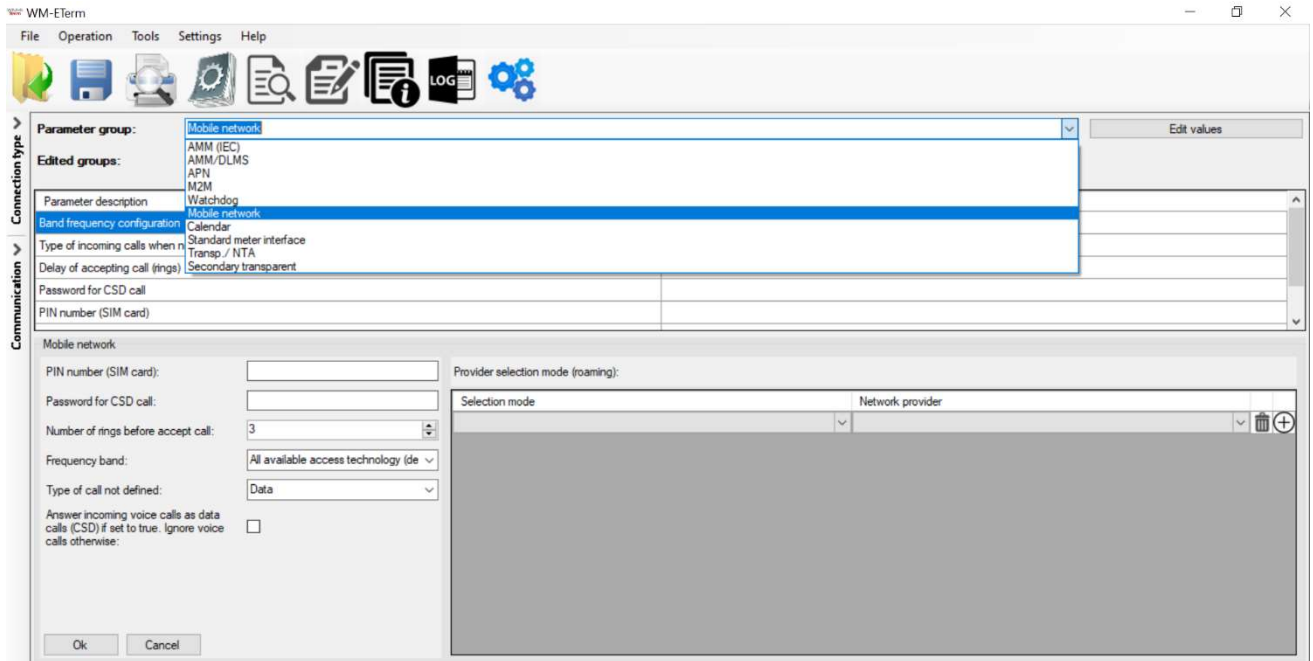 WM-ETerm
File Operation Tools Settings Help
LOG
Connection type
Communication
Parameter group: Mobile network Edit values
Edited groups:
AMM (IEC)
AMM/DLMS
APN
M2M
Watchdog
Mobile network
Calendar
Standard meter interface
Transp./ NTA
Secondary transparent
Parameter description
Band frequency configuration
Type of incoming calls when n
Delay of accepting call (rings)
Password for CSD call
PIN number (SIM card)
Mobile network
PIN number (SIM card):
Password for CSD call:
Number of rings before accept call: 3
Frequency band: All available access technology (de
Type of call not defined: Data
Answer incoming voice calls as data
calls (CSD) if set to true. Ignore voice
calls otherwise:
Ok Cancel
Provider selection mode (roaming):
Selection mode Network provider